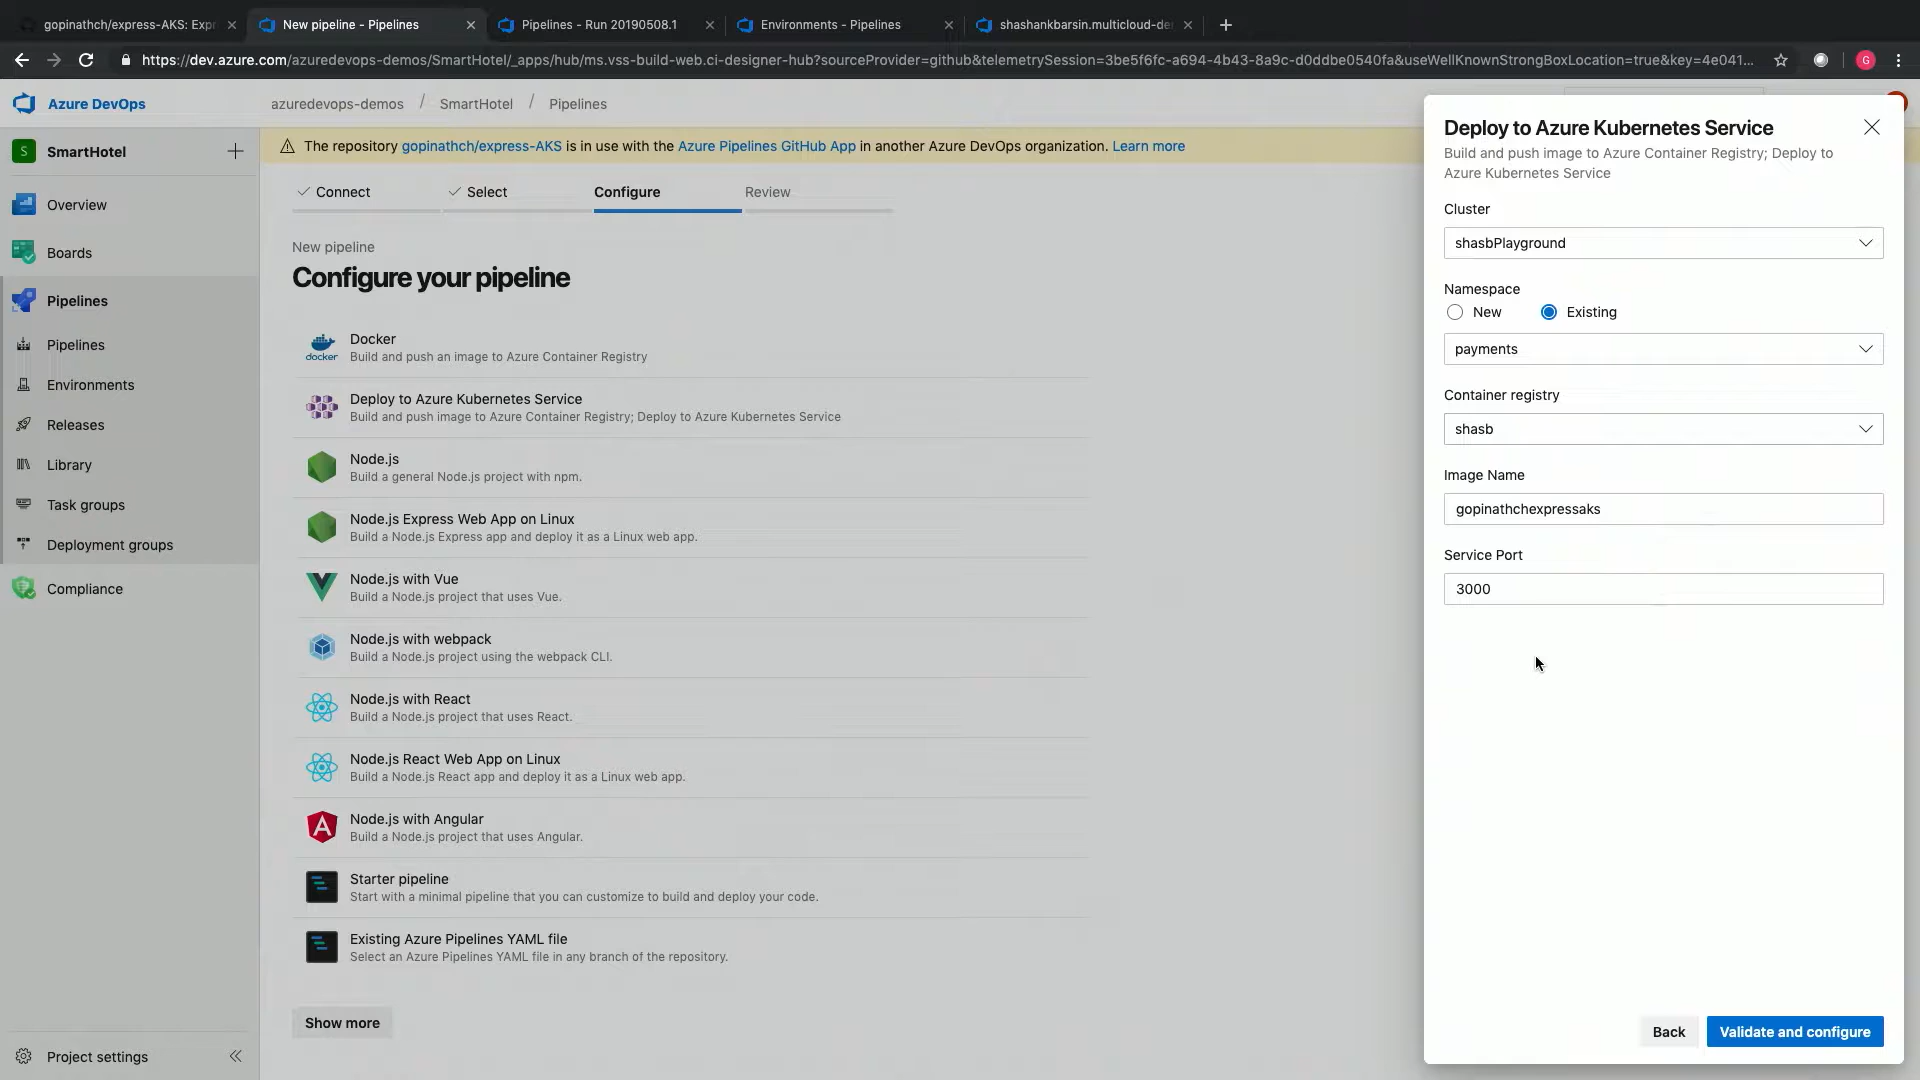 gopinathch/express-AKS: Expr
New pipeline - Pipelines
Pipelines - Run 20190508.1
Environments - Pipelines
shashankbarsin.multicloud-de
https://dev.azure.com/azuredevops-demos/SmartHotel/_apps/hub/ms.vss-build-web.ci-designer-hub?sourceProvider=github&telemetrySession=3be5f6fc-a694-4b43-8a9c-d0ddbe0540fa&useWellKnownStrongBoxLocation=true&key=4e041...
G
Azure DevOps
azuredevops-demos / SmartHotel / Pipelines
S SmartHotel
Overview
Boards
Pipelines
Pipelines
Environments
Releases
Library
Task groups
Deployment groups
Compliance
Project settings
The repository gopinathch/express-AKS is in use with the Azure Pipelines GitHub App in another Azure DevOps organization. Learn more
Connect
Select
Configure
Review
New pipeline
Configure your pipeline
docker
Docker
Build and push an image to Azure Container Registry
Deploy to Azure Kubernetes Service
Build and push image to Azure Container Registry; Deploy to Azure Kubernetes Service
Node.js
Build a general Node.js project with npm.
Node.js Express Web App on Linux
Build a Node.js Express app and deploy it as a Linux web app.
Node.js with Vue
Build a Node.js project that uses Vue.
Node.js with webpack
Build a Node.js project using the webpack CLI.
Node.js with React
Build a Node.js project that uses React.
Node.js React Web App on Linux
Build a Node.js React app and deploy it as a Linux web app.
Node.js with Angular
Build a Node.js project that uses Angular.
Starter pipeline
Start with a minimal pipeline that you can customize to build and deploy your code.
Existing Azure Pipelines YAML file
Select an Azure Pipelines YAML file in any branch of the repository.
Show more
Deploy to Azure Kubernetes Service
Build and push image to Azure Container Registry; Deploy to
Azure Kubernetes Service
Cluster
shasbPlayground
Namespace
New
Existing
payments
Container registry
shasb
Image Name
gopinathchexpressaks
Service Port
3000
Back
Validate and configure